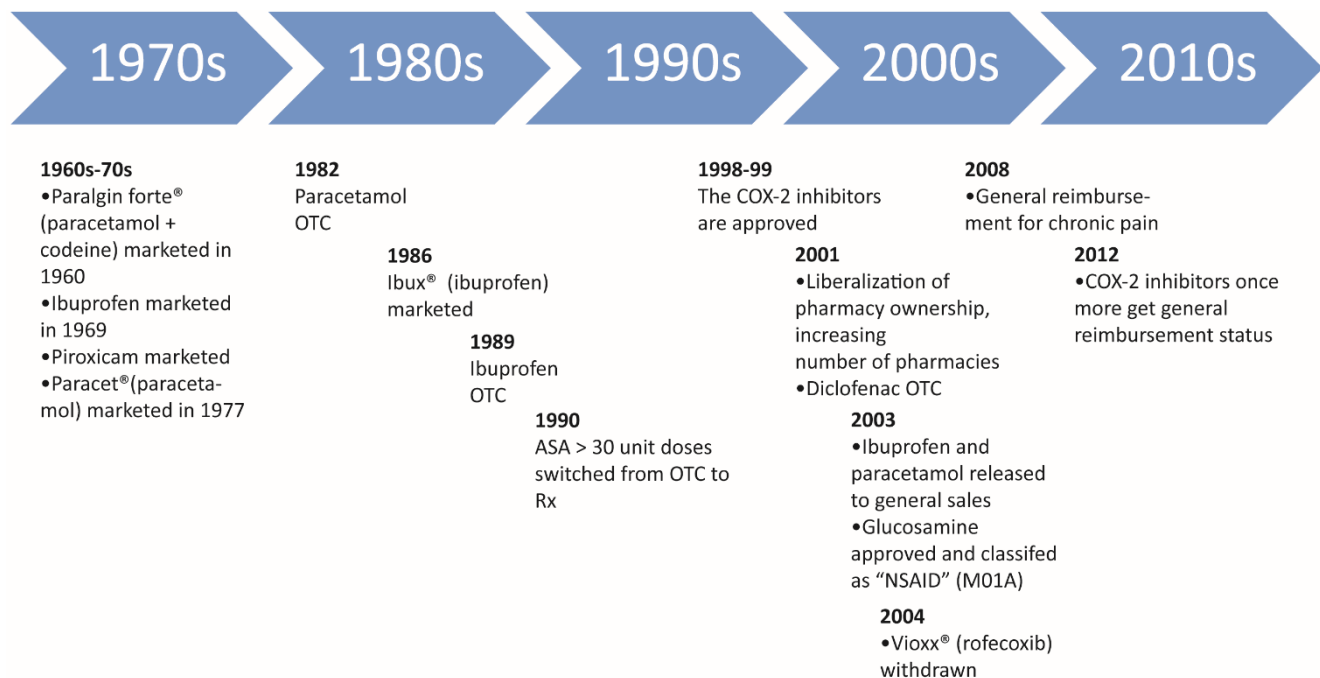 1970s
1980s
1990s
2000s
2010s
1960s-70s
•Paralgin forte®
(paracetamol +
codeine) marketed in
1960
•Ibuprofen marketed
in 1969
•Piroxicam marketed
•Paracet®(paraceta-
mol) marketed in 1977
1982
Paracetamol
OTC
1986
Ibux® (ibuprofen)
marketed
1989
Ibuprofen
OTC
1990
ASA > 30 unit doses
switched from OTC to
Rx
1998-99
The COX-2 inhibitors
are approved
2001
•Liberalization of
pharmacy ownership,
increasing
number of pharmacies
•Diclofenac OTC
2003
•Ibuprofen and
paracetamol released
to general sales
•Glucosamine
approved and classifed
as “NSAID” (M01A)
2004
•Vioxx® (rofecoxib)
withdrawn
2008
•General reimburse-
ment for chronic pain
2012
•COX-2 inhibitors once
more get general
reimbursement status